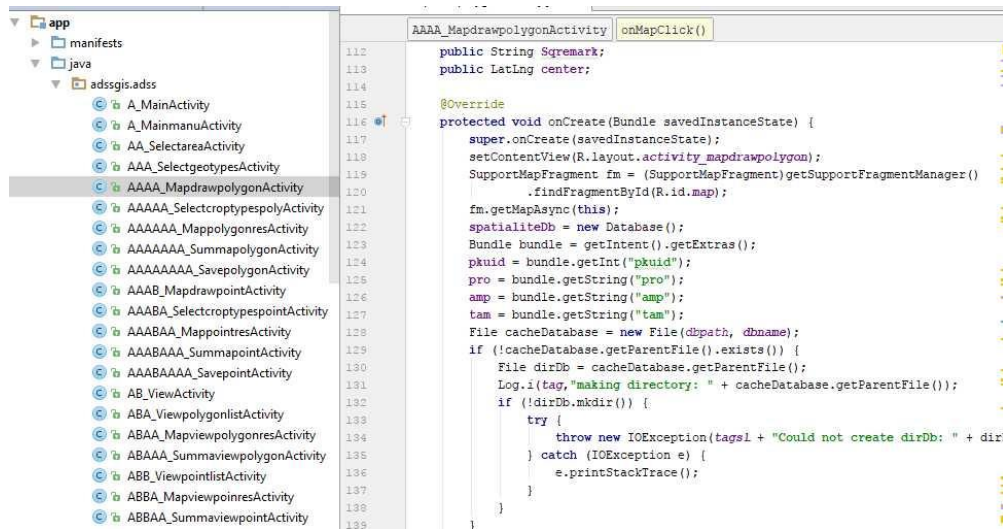 app
manifests
java
adssgis.adss
A_MainActivity
A_MainmanuActivity
AA_SelectareaActivity
AAA_SelectgeotypesActivity
AAAA_MapdrawpolygonActivity
AAAAA_SelectcroptypespolyActivity
AAAAAA_MappolygonresActivity
AAAAAAA_SummapolygonActivity
AAAAAAAA_SavepolygonActivity
AAAB_MapdrawpointActivity
AAABA_SelectcroptypespointActivity
AAABAA_MappointresActivity
AAABAAA_SummapointActivity
AAABAAAA_SavepointActivity
AB_ViewActivity
ABA_ViewpolygonlistActivity
ABAA_MapviewpolygonresActivity
ABAAA_SummaviewpolygonActivity
ABB_ViewpointlistActivity
ABBA_MapviewpoinresActivity
ABBAA_SummaviewpointActivity
AAAA_MapdrawpolygonActivity onMapClick()
112 public String Sqremark;
113 public LatLng center;
114
115 @Override
116 protected void onCreate(Bundle savedInstanceState) {
117 super.onCreate(savedInstanceState);
118 setContentView(R.layout.activity_mapdrawpolygon);
119 SupportMapFragment fm = (SupportMapFragment)getSupportFragmentManager()
120 .findFragmentById(R.id.map);
121 fm.getMapAsync(this);
122 spatialiteDb = new Database();
123 Bundle bundle = getIntent().getExtras();
124 pkuid = bundle.getInt("pkuid");
125 pro = bundle.getString("pro");
126 amp = bundle.getString("amp");
127 tam = bundle.getString("tam");
128 File cacheDatabase = new File(dbpath, dbname);
129 if (!cacheDatabase.getParentFile().exists()) {
130 File dirDb = cacheDatabase.getParentFile();
131 Log.i(tag,"making directory: " + cacheDatabase.getParentFile());
132 if (!dirDb.mkdir()) {
133 try {
134 throw new IOException(tagsl + "Could not create dirDb: " + dir
135 } catch (IOException e) {
136 e.printStackTrace();
137 }
138 }
139 }